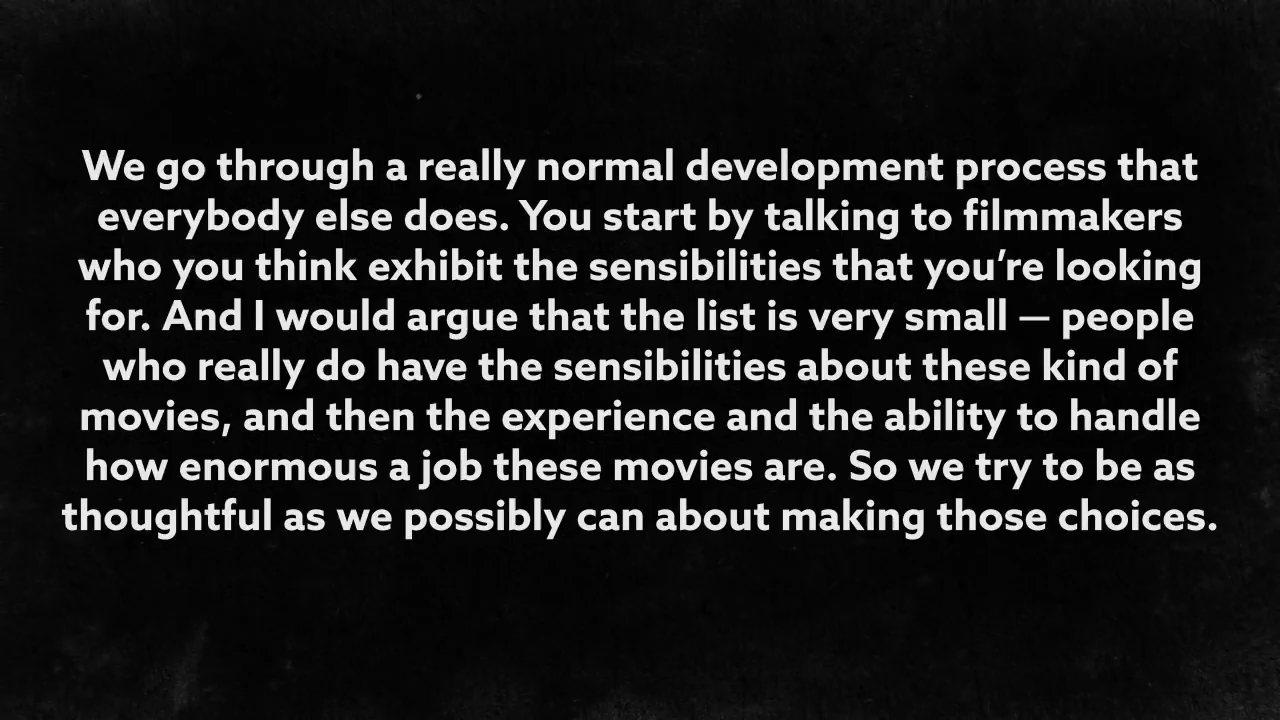 We go through a really normal development process that
everybody else does. You start by talking to filmmakers
who you think exhibit the sensibilities that you’re looking
for. And I would argue that the list is very small — people
who really do have the sensibilities about these kind of
movies, and then the experience and the ability to handle
how enormous a job these movies are. So we try to be as
thoughtful as we possibly can about making those choices.